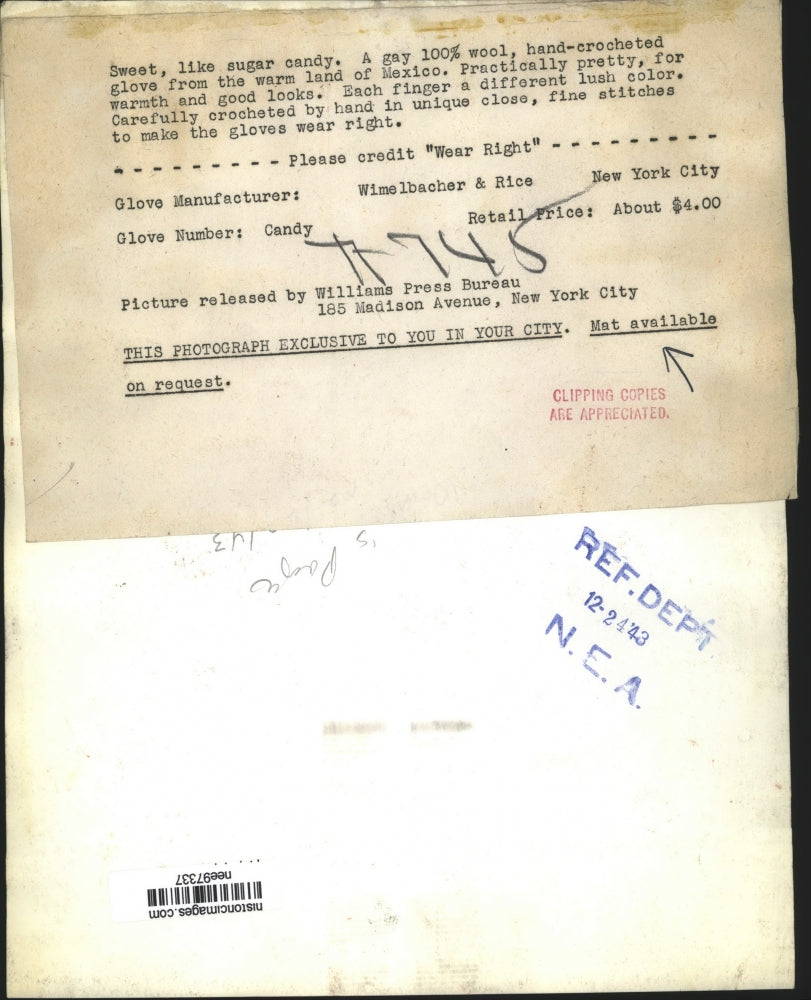 Sweet, like sugar candy. A gay 100% wool, hand-crocheted
glove from the warm land of Mexico. Practically pretty, for
warmth and good looks. Each finger a different lush color.
Carefully crocheted by hand in unique close, fine stitches
to make the gloves wear right.
- - - - - - - - - Please credit "Wear Right" - - - - - - - - -
Glove Manufacturer: Wimelbacher & Rice New York City
Glove Number: Candy Retail Price: About $4.00
#745
Picture released by Williams Press Bureau
185 Madison Avenue, New York City
THIS PHOTOGRAPH EXCLUSIVE TO YOU IN YOUR CITY. Mat available
on request.
CLIPPING COPIES
ARE APPRECIATED.
REF. DEPT
12-24'43
N. E. A.
nee97337
historicimages.com